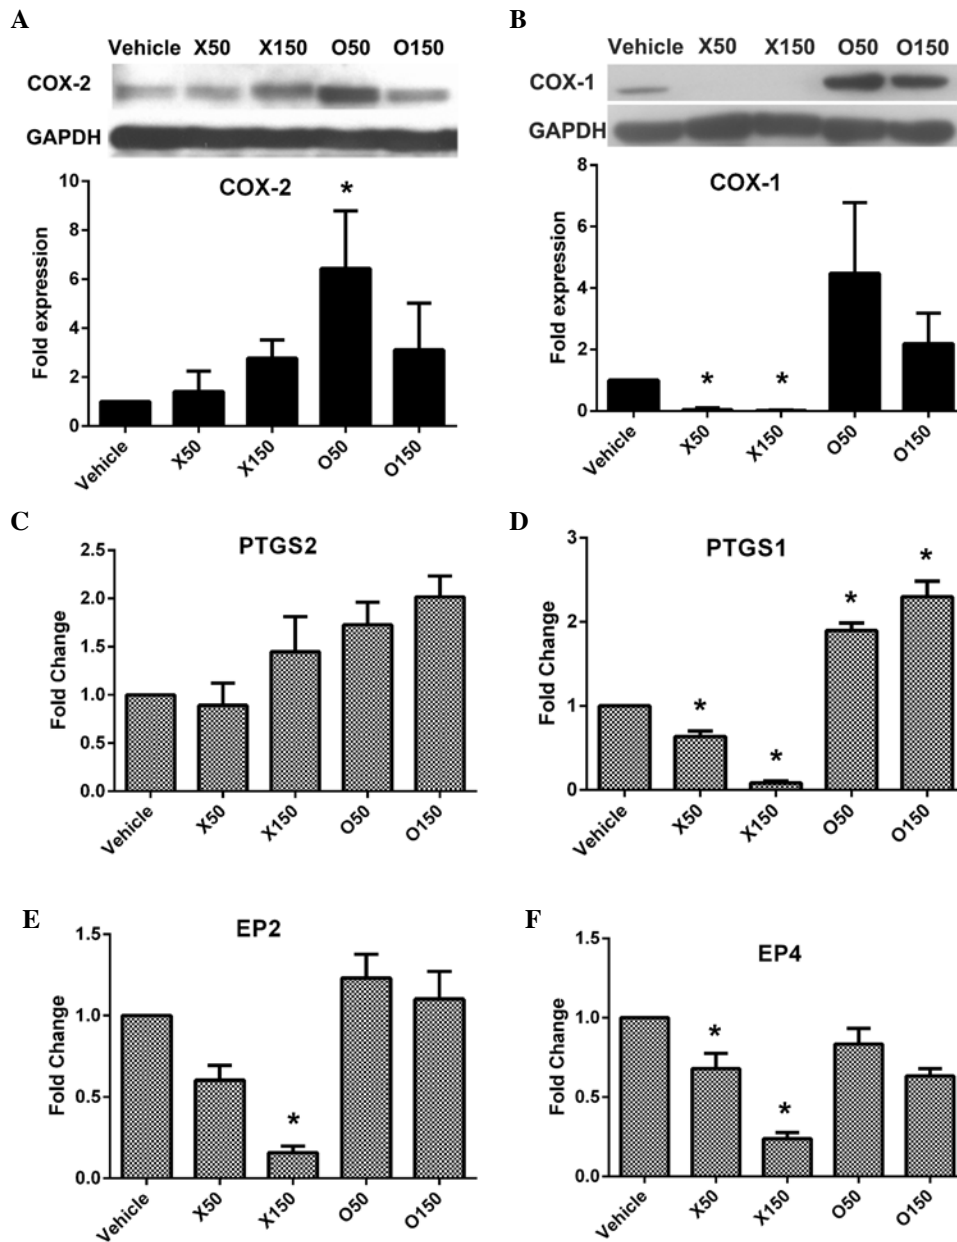 A
Vehicle X50 X150 O50 O150
COX-2
GAPDH
COX-2
*
10
8
6
4
2
0
Fold expression
Vehicle X50 X150 O50 O150
B
Vehicle X50 X150 O50 O150
COX-1
GAPDH
COX-1
8
6
4
2
0
Fold expression
* *
Vehicle X50 X150 O50 O150
C
PTGS2
2.5
2.0
1.5
1.0
0.5
0.0
Fold Change
Vehicle X50 X150 O50 O150
D
PTGS1
3
2
1
0
Fold Change
* * * *
Vehicle X50 X150 O50 O150
E
EP2
1.5
1.0
0.5
0.0
Fold Change
*
Vehicle X50 X150 O50 O150
F
EP4
1.5
1.0
0.5
0.0
Fold Change
* *
Vehicle X50 X150 O50 O150